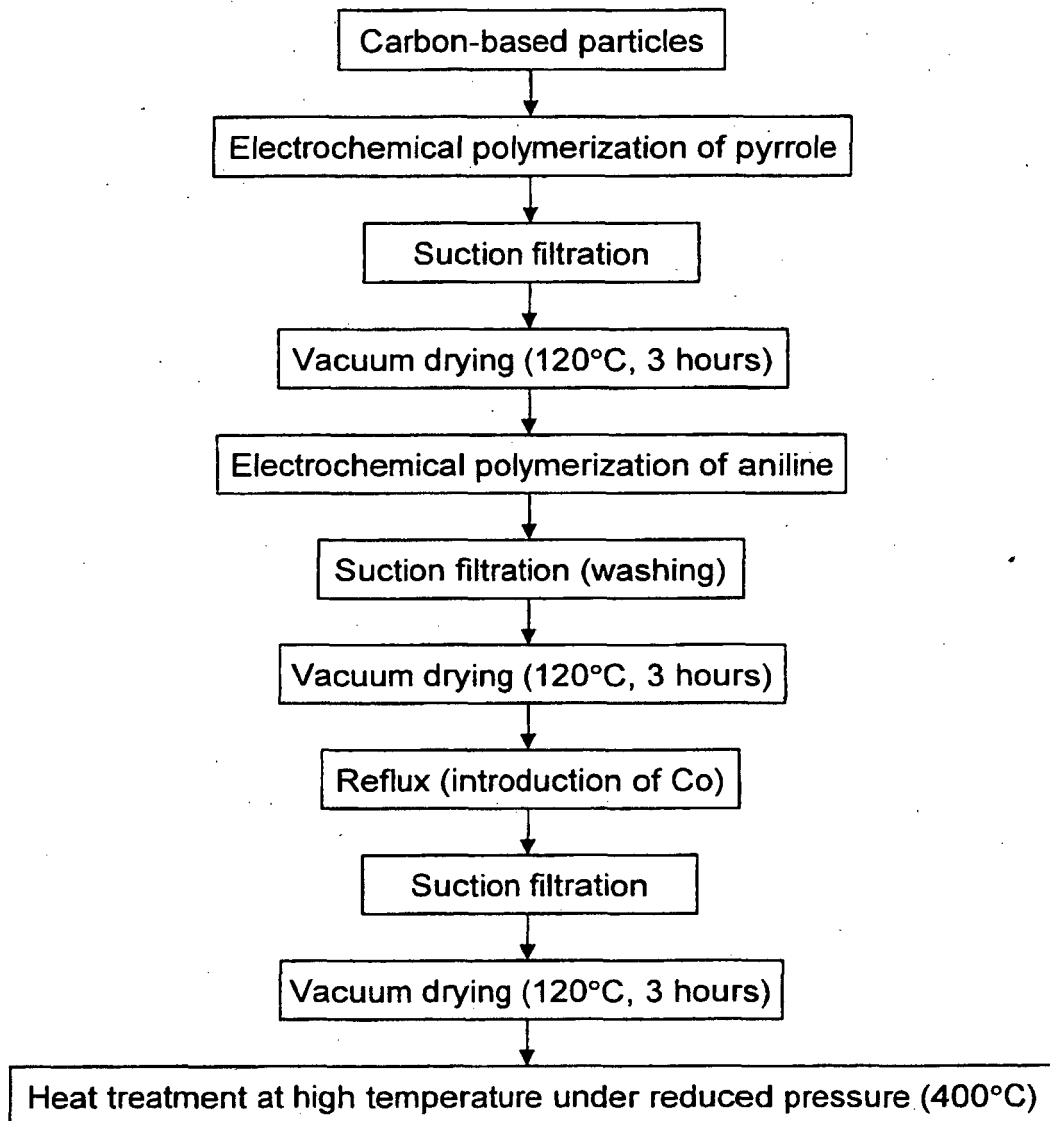 Carbon-based particles
Electrochemical polymerization of pyrrole
Suction filtration
Vacuum drying (120°C, 3 hours)
Electrochemical polymerization of aniline
Suction filtration (washing)
Vacuum drying (120°C, 3 hours)
Reflux (introduction of Co)
Suction filtration
Vacuum drying (120°C, 3 hours)
Heat treatment at high temperature under reduced pressure (400°C)